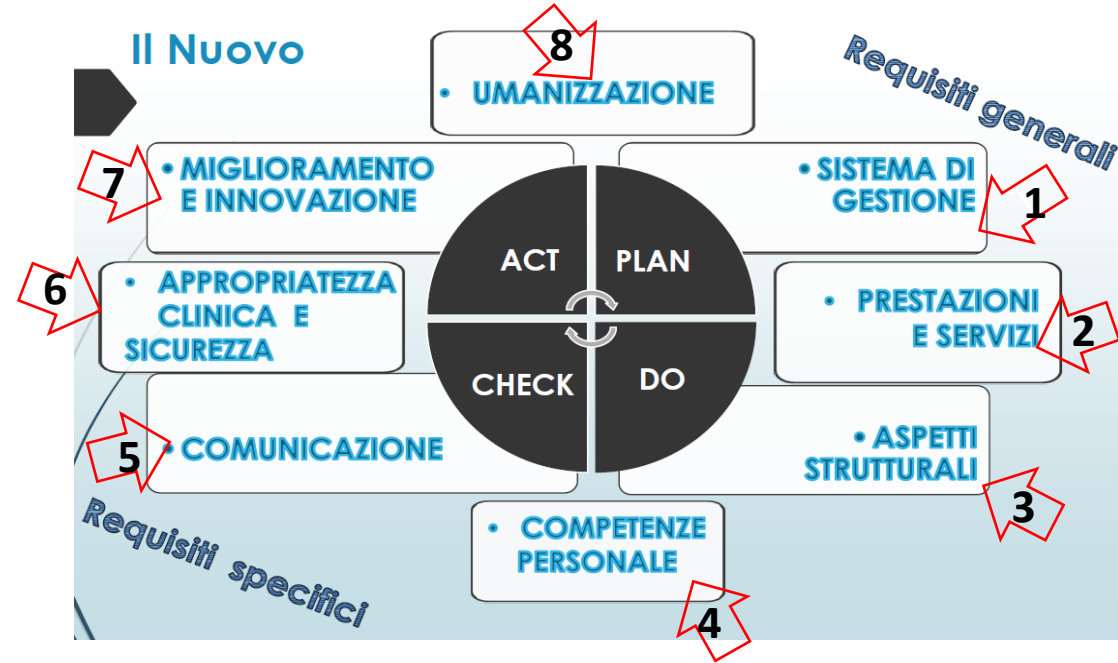 Il Nuovo
8
• UMANIZZAZIONE
Requisiti generali
7
• MIGLIORAMENTO
E INNOVAZIONE
• SISTEMA DI
GESTIONE
1
ACT
PLAN
6
• APPROPRIATEZZA
CLINICA E
SICUREZZA
• PRESTAZIONI
E SERVIZI
2
CHECK
DO
5
• COMUNICAZIONE
• ASPETTI
STRUTTURALI
3
Requisiti specifici
• COMPETENZE
PERSONALE
4